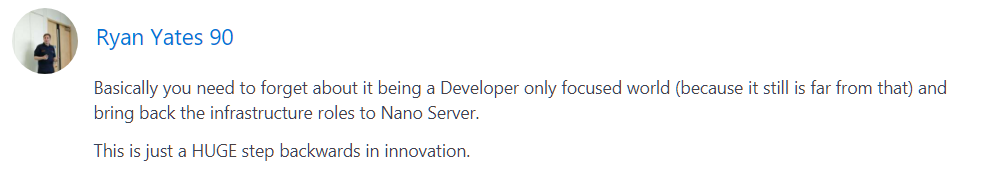 Ryan Yates 90
Basically you need to forget about it being a Developer only focused world (because it still is far from that) and
bring back the infrastructure roles to Nano Server.
This is just a HUGE step backwards in innovation.